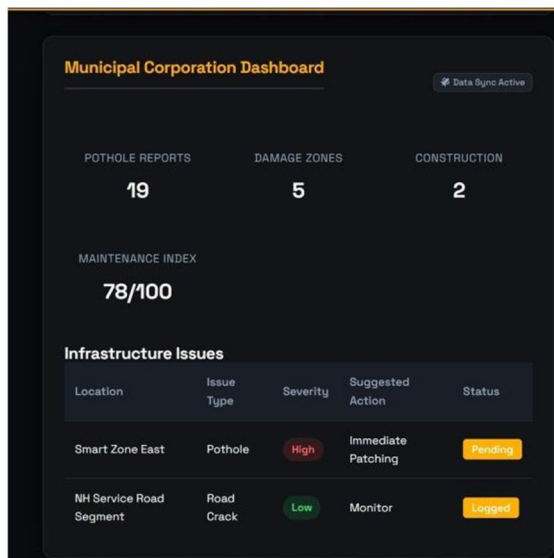 Municipal Corporation Dashboard
Data Sync Active
POTHOLE REPORTS DAMAGE ZONES CONSTRUCTION
19 5 2
MAINTENANCE INDEX
78/100
Infrastructure Issues
Location Issue Type Severity Suggested Action Status
Smart Zone East Pothole High Immediate Patching Pending
NH Service Road Segment Road Crack Low Monitor Logged